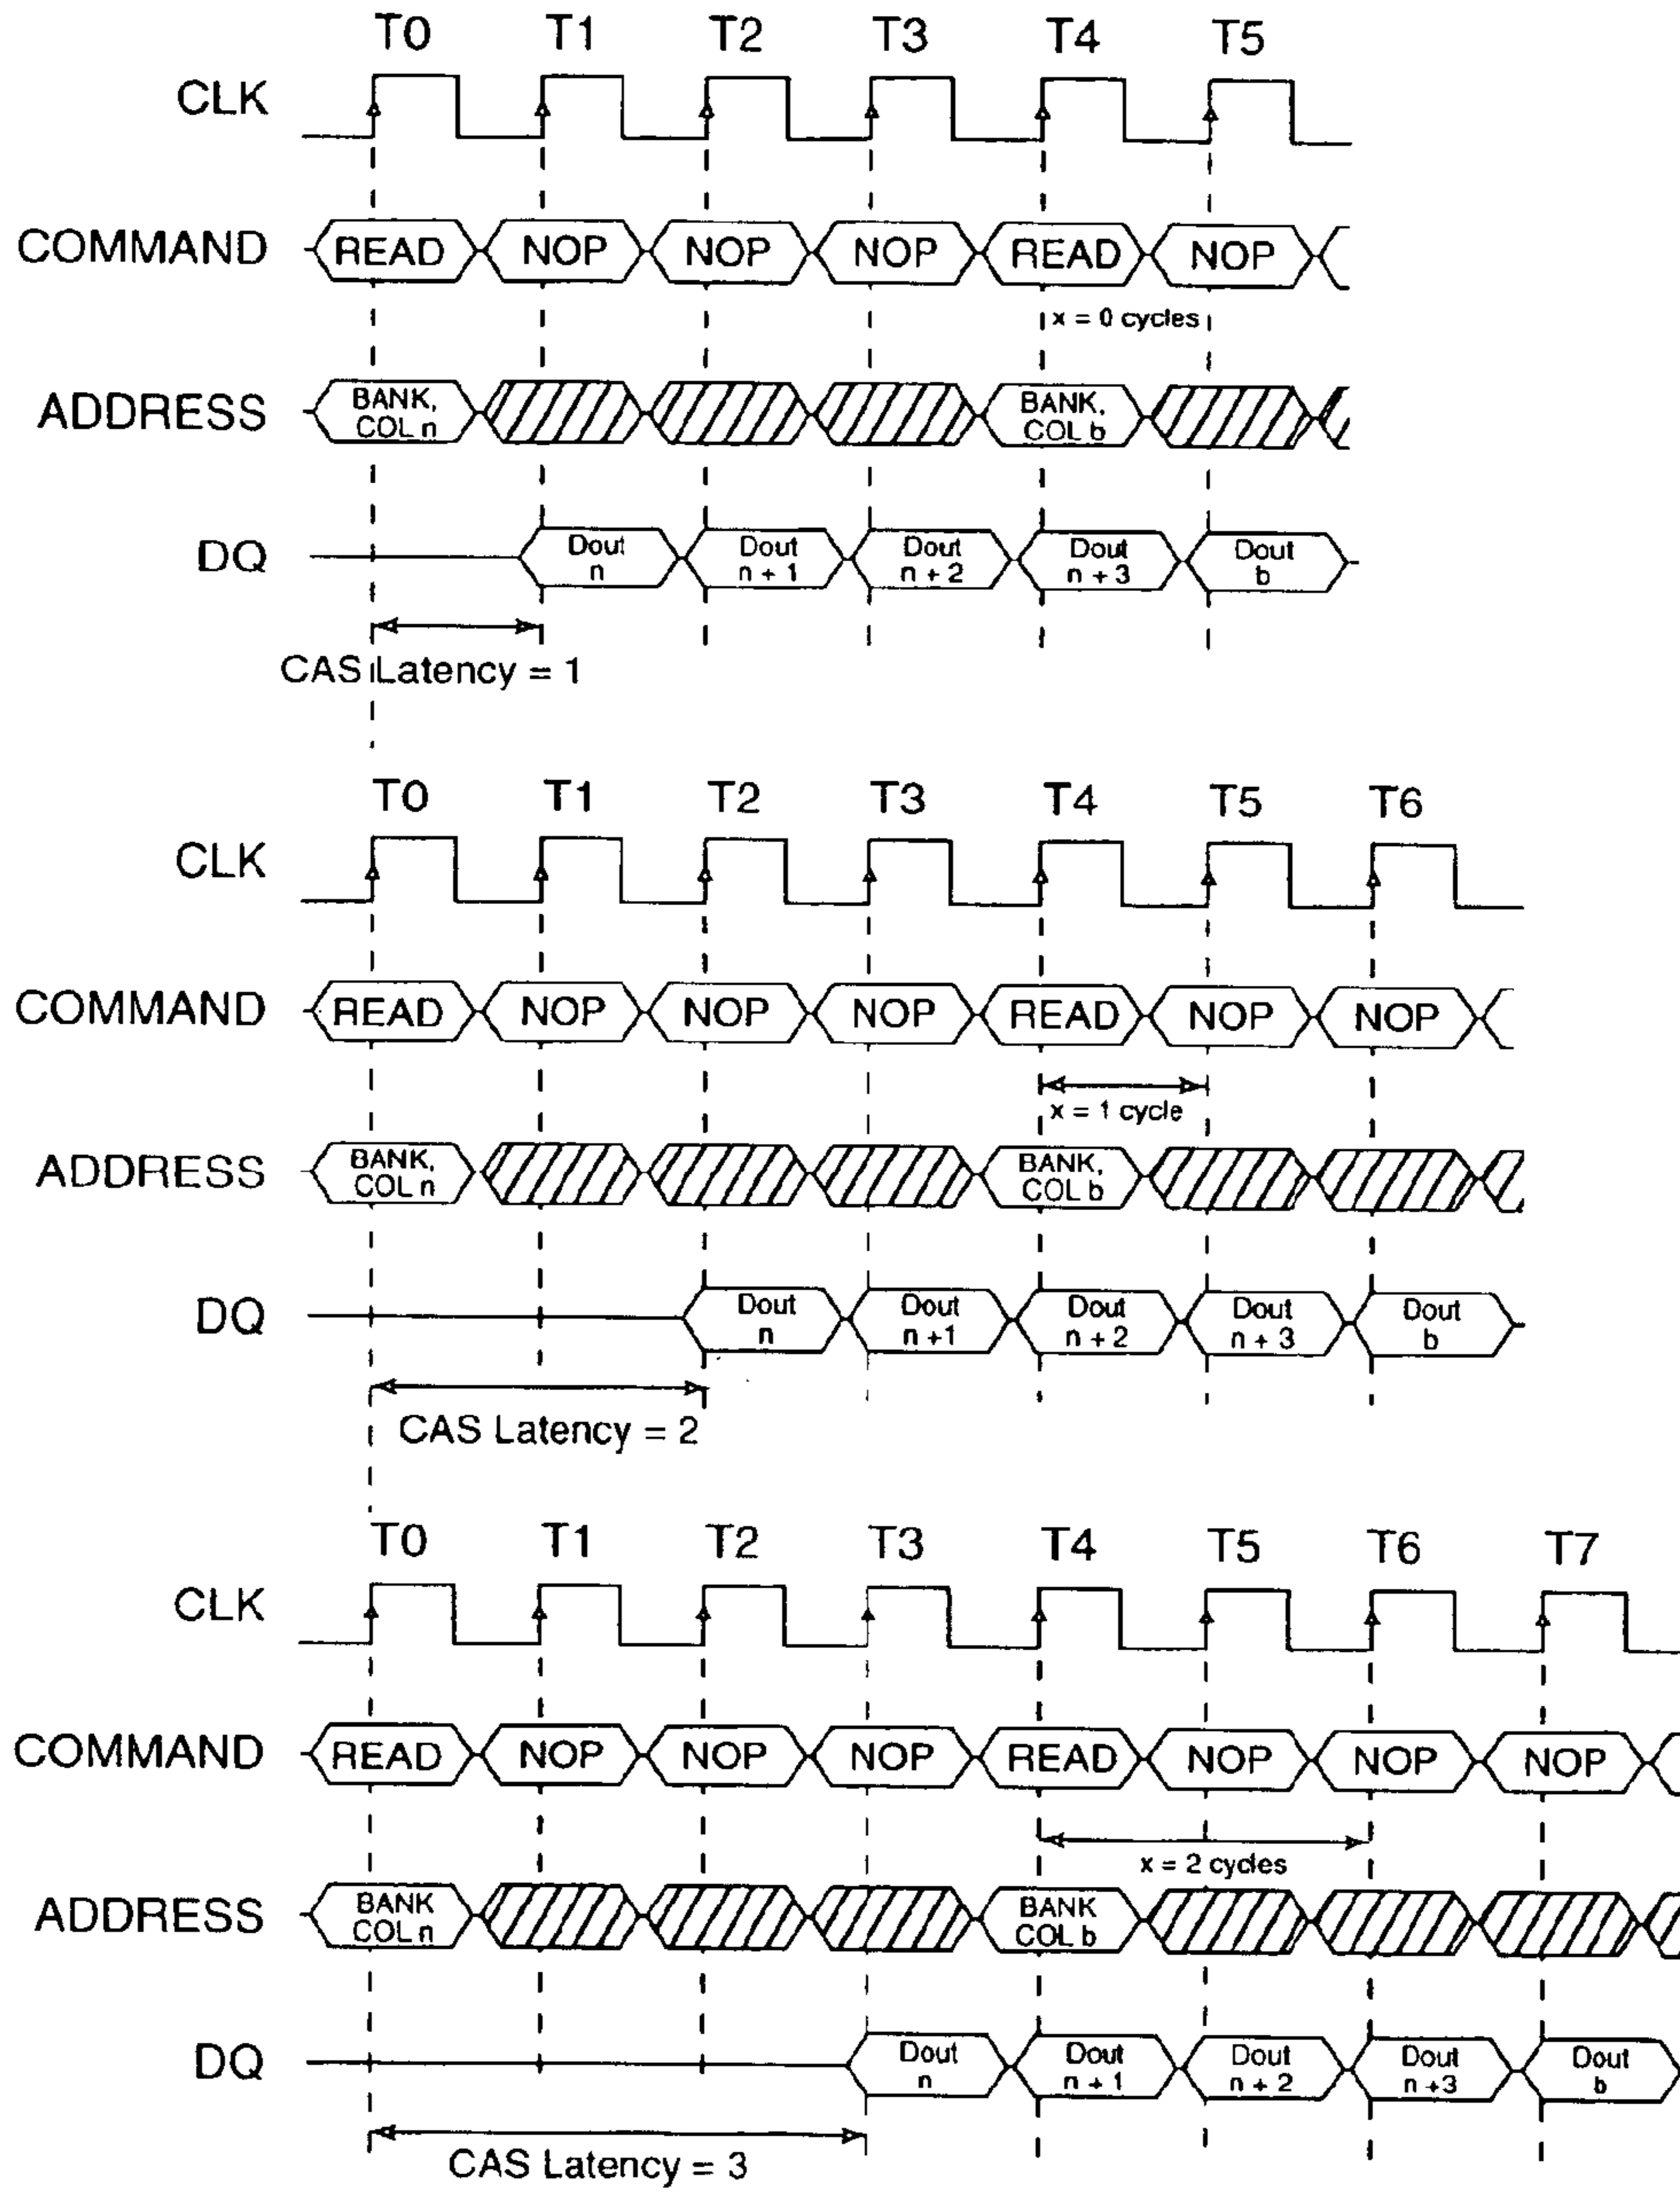 T0 T1 T2 T3 T4 T5
CLK
COMMAND READ NOP NOP NOP READ NOP
x = 0 cycles
ADDRESS BANK, COL n BANK, COL b
DQ Dout n Dout n + 1 Dout n + 2 Dout n + 3 Dout b
CAS Latency = 1
T0 T1 T2 T3 T4 T5 T6
CLK
COMMAND READ NOP NOP NOP READ NOP NOP
x = 1 cycle
ADDRESS BANK, COL n BANK, COL b
DQ Dout n Dout n +1 Dout n + 2 Dout n + 3 Dout b
CAS Latency = 2
T0 T1 T2 T3 T4 T5 T6 T7
CLK
COMMAND READ NOP NOP NOP READ NOP NOP NOP
x = 2 cycles
ADDRESS BANK COL n BANK COL b
DQ Dout n Dout n + 1 Dout n + 2 Dout n +3 Dout b
CAS Latency = 3